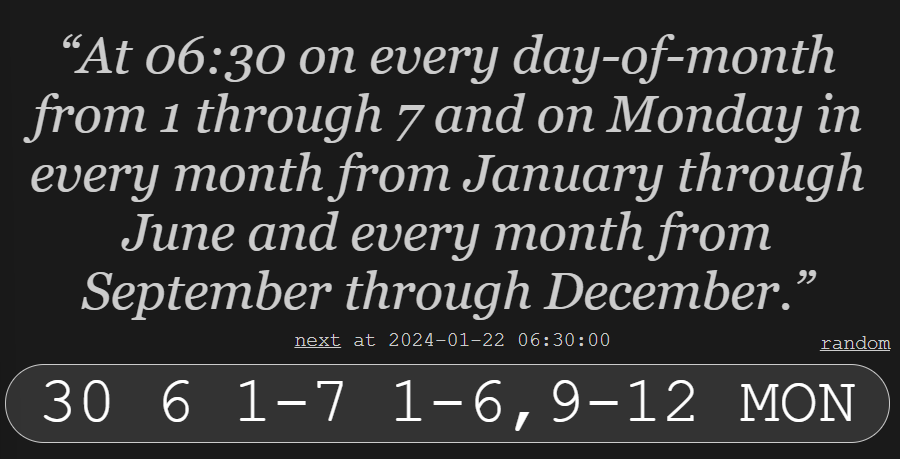 “At 06:30 on every day-of-month
from 1 through 7 and on Monday in
every month from January through
June and every month from
September through December.”
next at 2024-01-22 06:30:00
random
30 6 1-7 1-6,9-12 MON